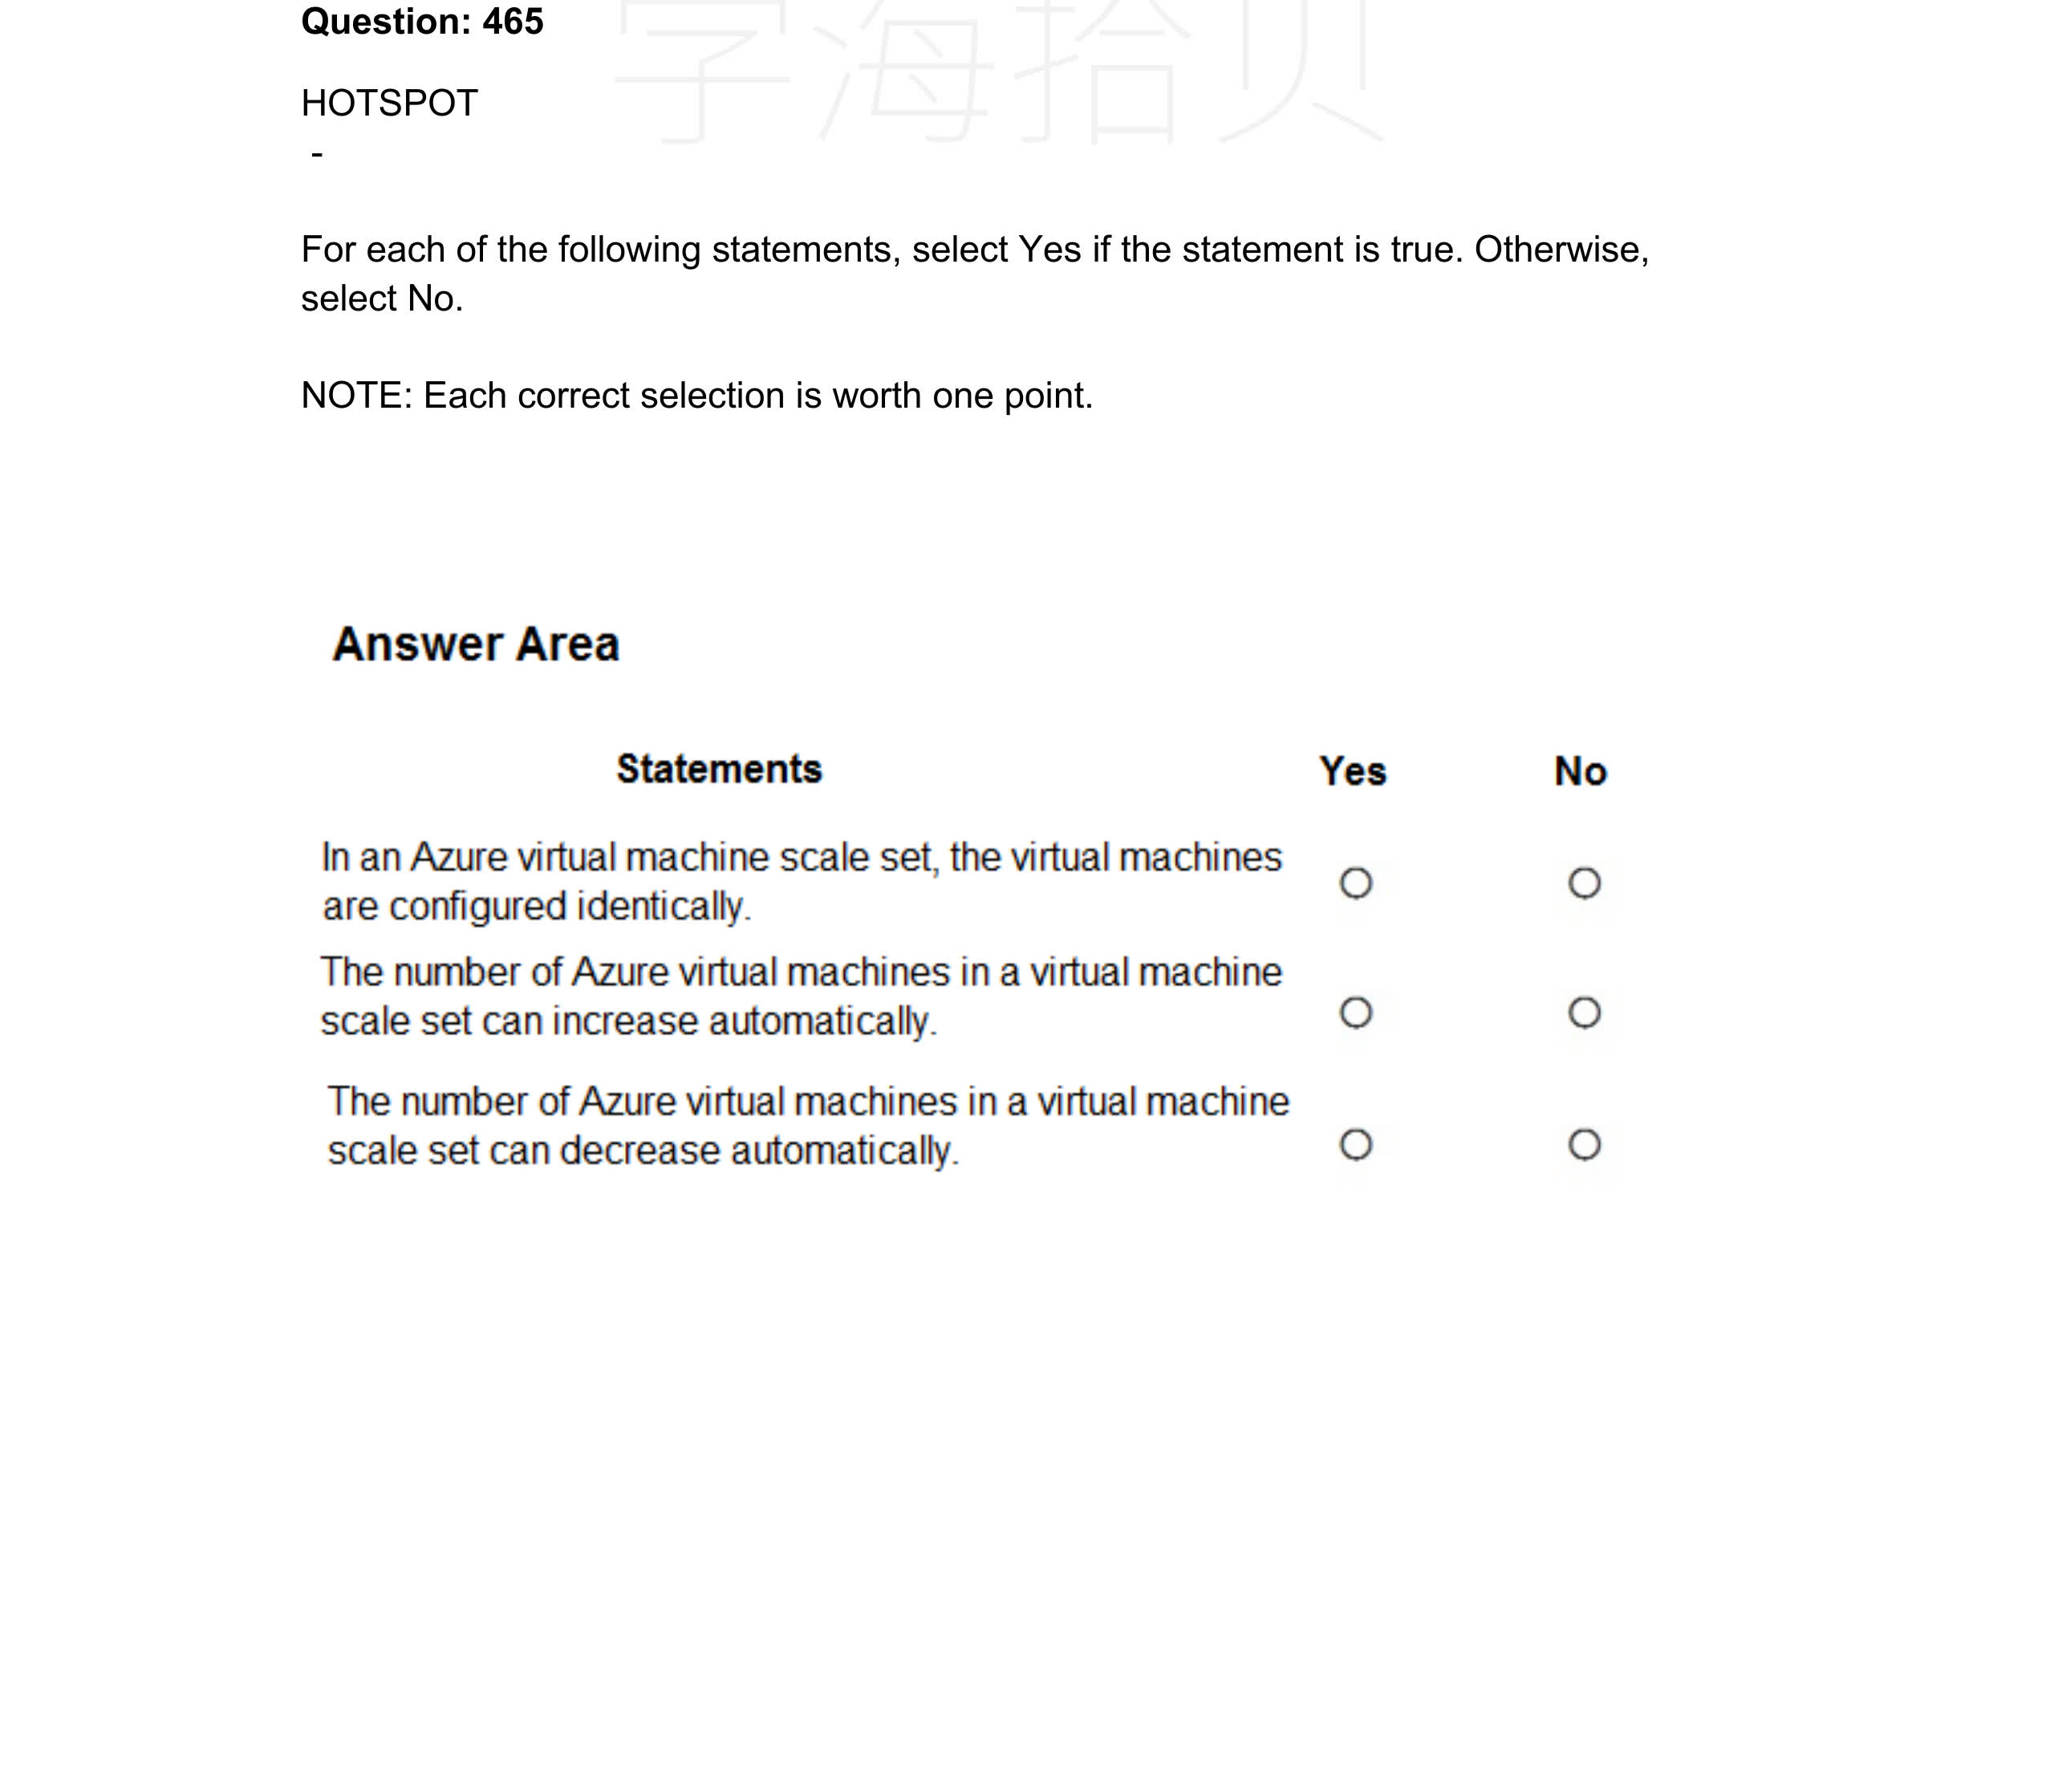 Question: 465
学海拾贝
HOTSPOT
-
For each of the following statements, select Yes if the statement is true. Otherwise,
select No.
NOTE: Each correct selection is worth one point.
Answer Area
Statements Yes No
In an Azure virtual machine scale set, the virtual machines
are configured identically.
The number of Azure virtual machines in a virtual machine
scale set can increase automatically.
The number of Azure virtual machines in a virtual machine
scale set can decrease automatically.